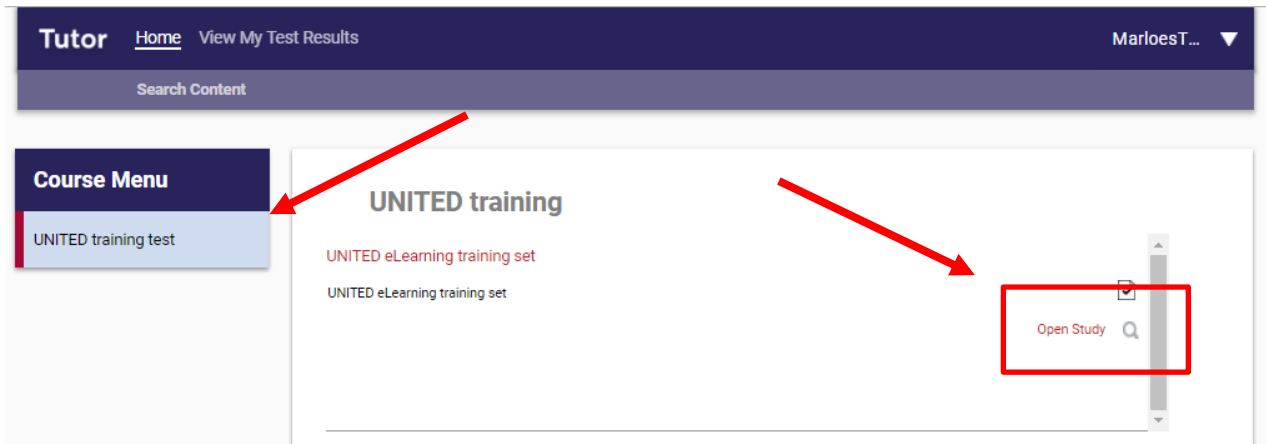 Tutor Home View My Test Results MarloesT...
Search Content
Course Menu
UNITED training test
UNITED training
UNITED eLearning training set
UNITED eLearning training set
Open Study